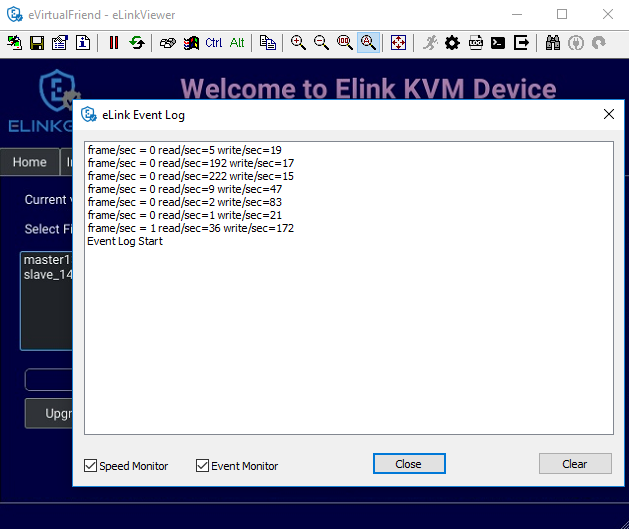 eVirtualFriend - eLinkViewer
Ctrl Alt
Welcome to Elink KVM Device
ELINK
eLink Event Log
frame/sec = 0 read/sec=5 write/sec=19
frame/sec = 0 read/sec=192 write/sec=17
frame/sec = 0 read/sec=222 write/sec=15
frame/sec = 0 read/sec=9 write/sec=47
frame/sec = 0 read/sec=2 write/sec=83
frame/sec = 0 read/sec=1 write/sec=21
frame/sec = 1 read/sec=36 write/sec=172
Event Log Start
Home
Current
Select Fi
master1
slave_14
Upgr
Speed Monitor
Event Monitor
Close
Clear